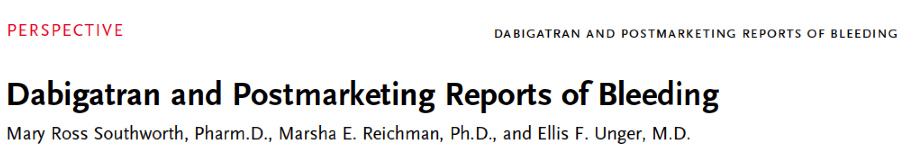 PERSPECTIVE
DABIGATRAN AND POSTMARKETING REPORTS OF BLEEDING
Dabigatran and Postmarketing Reports of Bleeding
Mary Ross Southworth, Pharm.D., Marsha E. Reichman, Ph.D., and Ellis F. Unger, M.D.